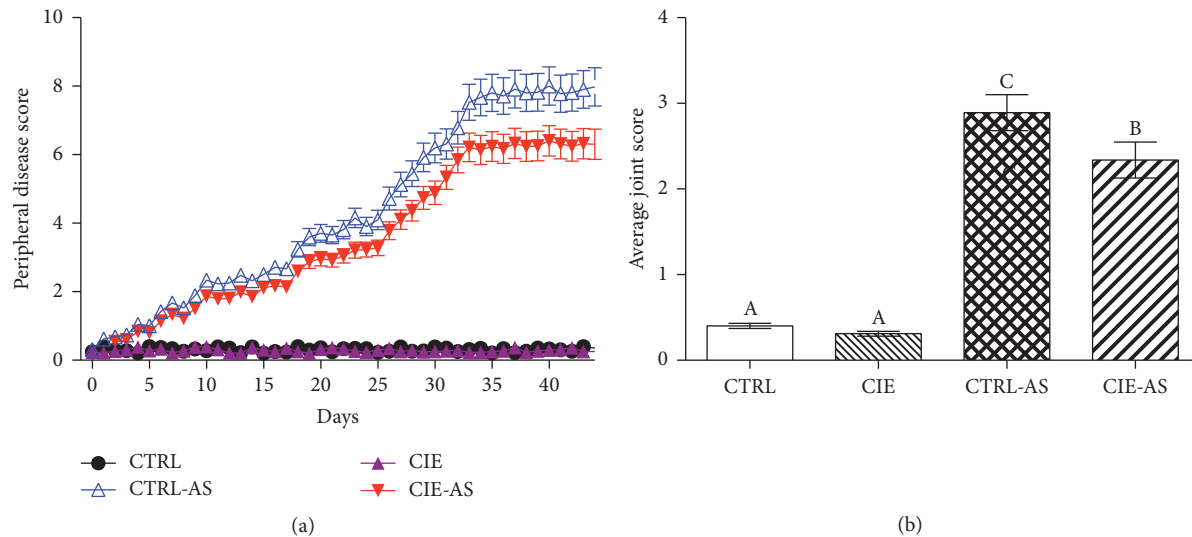 Peripheral disease score
10
8
6
4
2
0
0 5 10 15 20 25 30 35 40
Days
CTRL
CTRL-AS
CIE
CIE-AS
(a)
Average joint score
4
3
2
1
0
A
A
C
B
CTRL CIE CTRL-AS CIE-AS
(b)